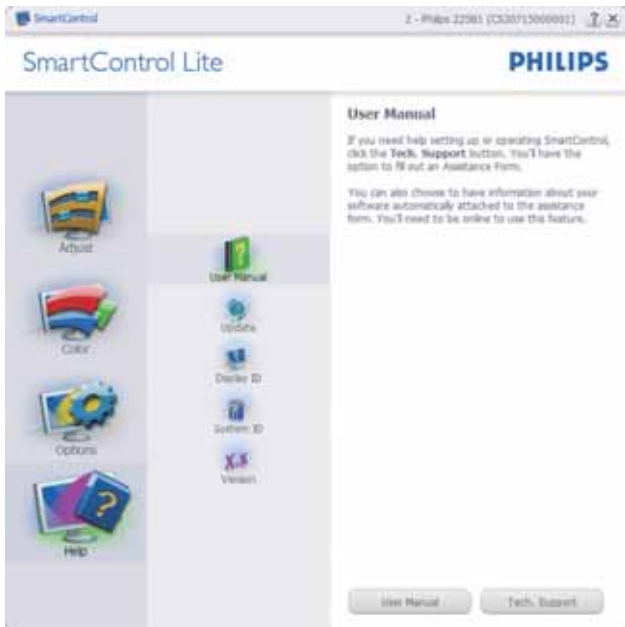 SmartControl
2 - Philips
SmartControl Lite
PHILIPS
Adjust
Color
Options
Help
User Manual
Update
Display ID
System ID
Version
User Manual
If you need help setting up or operating SmartControl,
click the Tech. Support button. You'll have the
option to fill out an Assistance Form.
You can also choose to have information about your
software automatically attached to the assistance
form. You'll need to be online to use this feature.
User Manual
Tech. Support